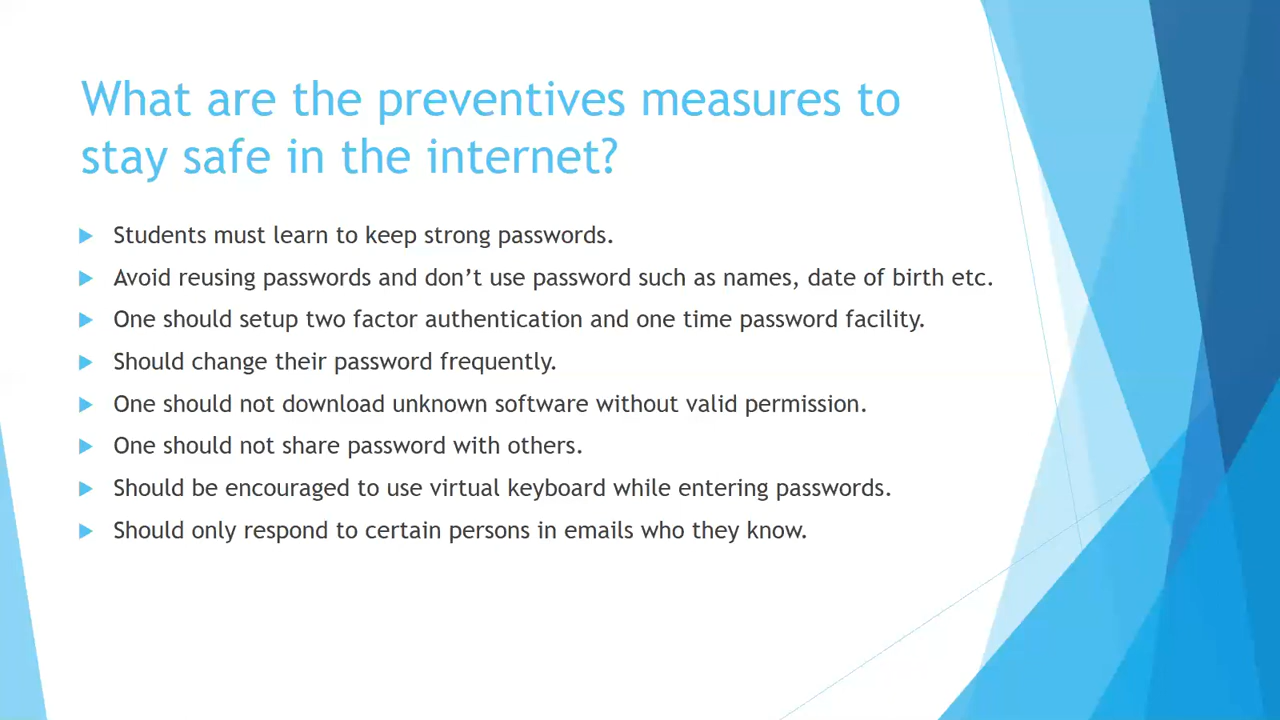 What are the preventives measures to
stay safe in the internet?
Students must learn to keep strong passwords.
Avoid reusing passwords and don’t use password such as names, date of birth etc.
One should setup two factor authentication and one time password facility.
Should change their password frequently.
One should not download unknown software without valid permission.
One should not share password with others.
Should be encouraged to use virtual keyboard while entering passwords.
Should only respond to certain persons in emails who they know.